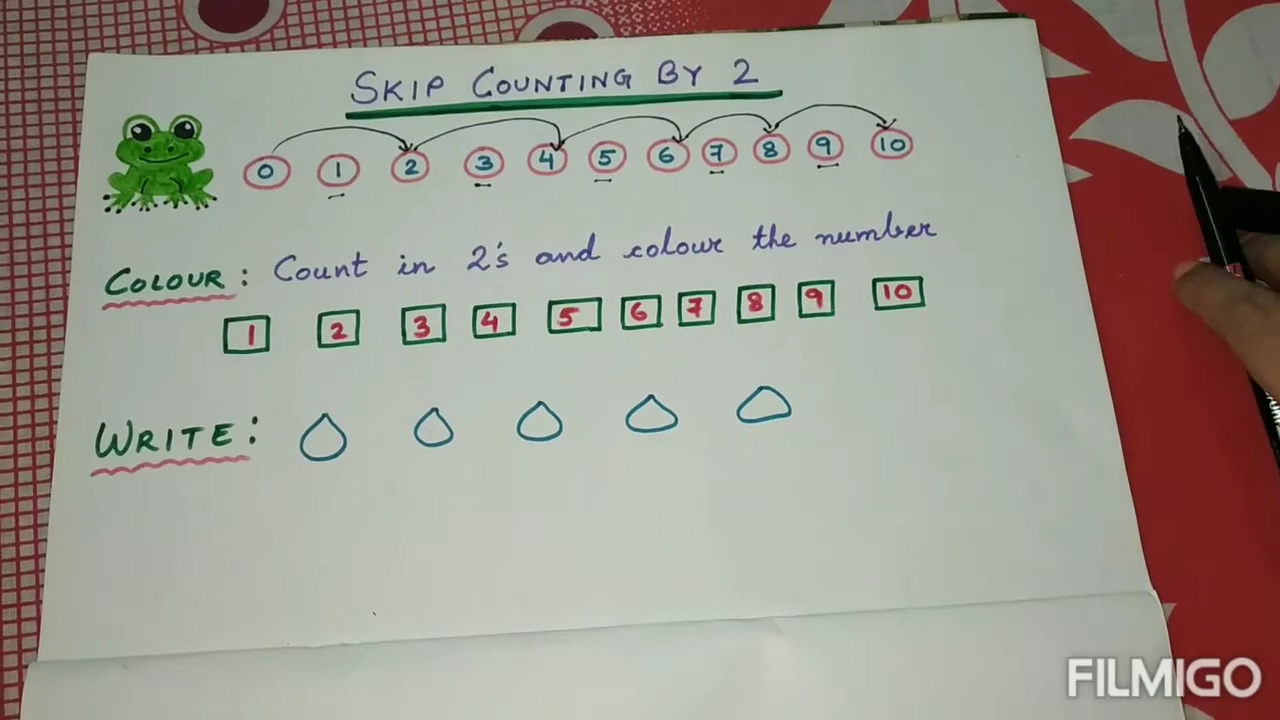 SKIP COUNTING BY 2
0 1 2 3 4 5 6 7 8 9 10
COLOUR: Count in 2's and colour the number
1 2 3 4 5 6 7 8 9 10
WRITE:
FILMIGO